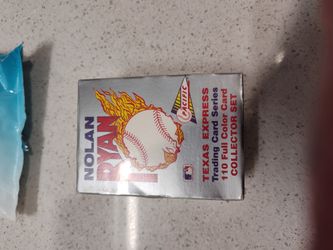 NOLAN
RYAN
PACIFIC
TEXAS EXPRESS
Trading Card Series
110 Full Color Card
COLLECTOR SET